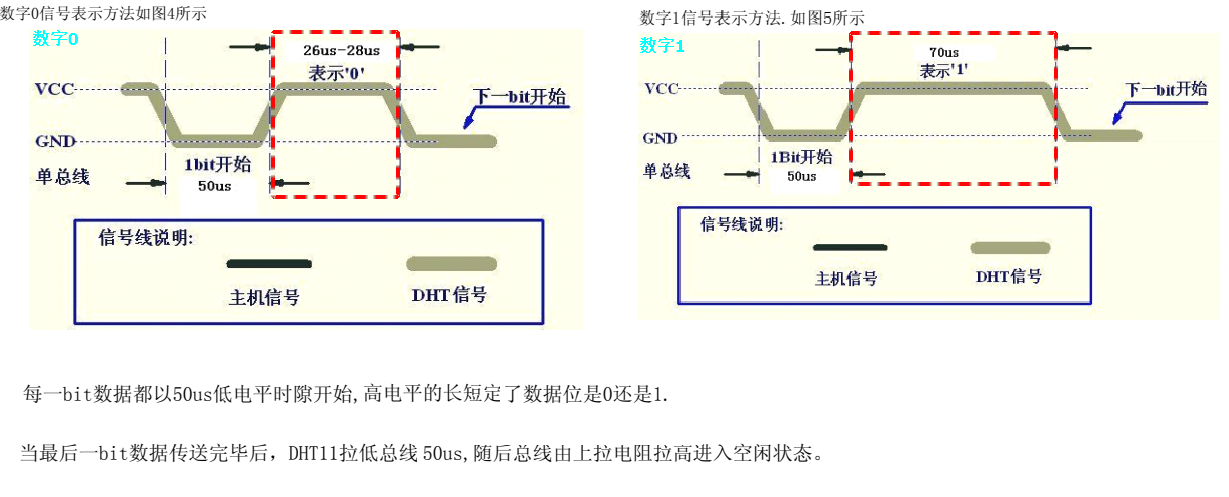 数字0信号表示方法如图4所示
数字0
26us-28us
表示'0'
VCC
下一bit开始
GND
1bit开始
单总线
50us
信号线说明:
主机信号
DHT信号
数字1信号表示方法.如图5所示
数字1
70us
表示"1'
VCC
下一bit开始
GND
1Bit开始
单总线
50us
信号线说明:
主机信号
DHT信号
每一bit数据都以50us低电平时隙开始,高电平的长短定了数据位是0还是1.
当最后一bit数据传送完毕后，DHT11拉低总线 50us,随后总线由上拉电阻拉高进入空闲状态。